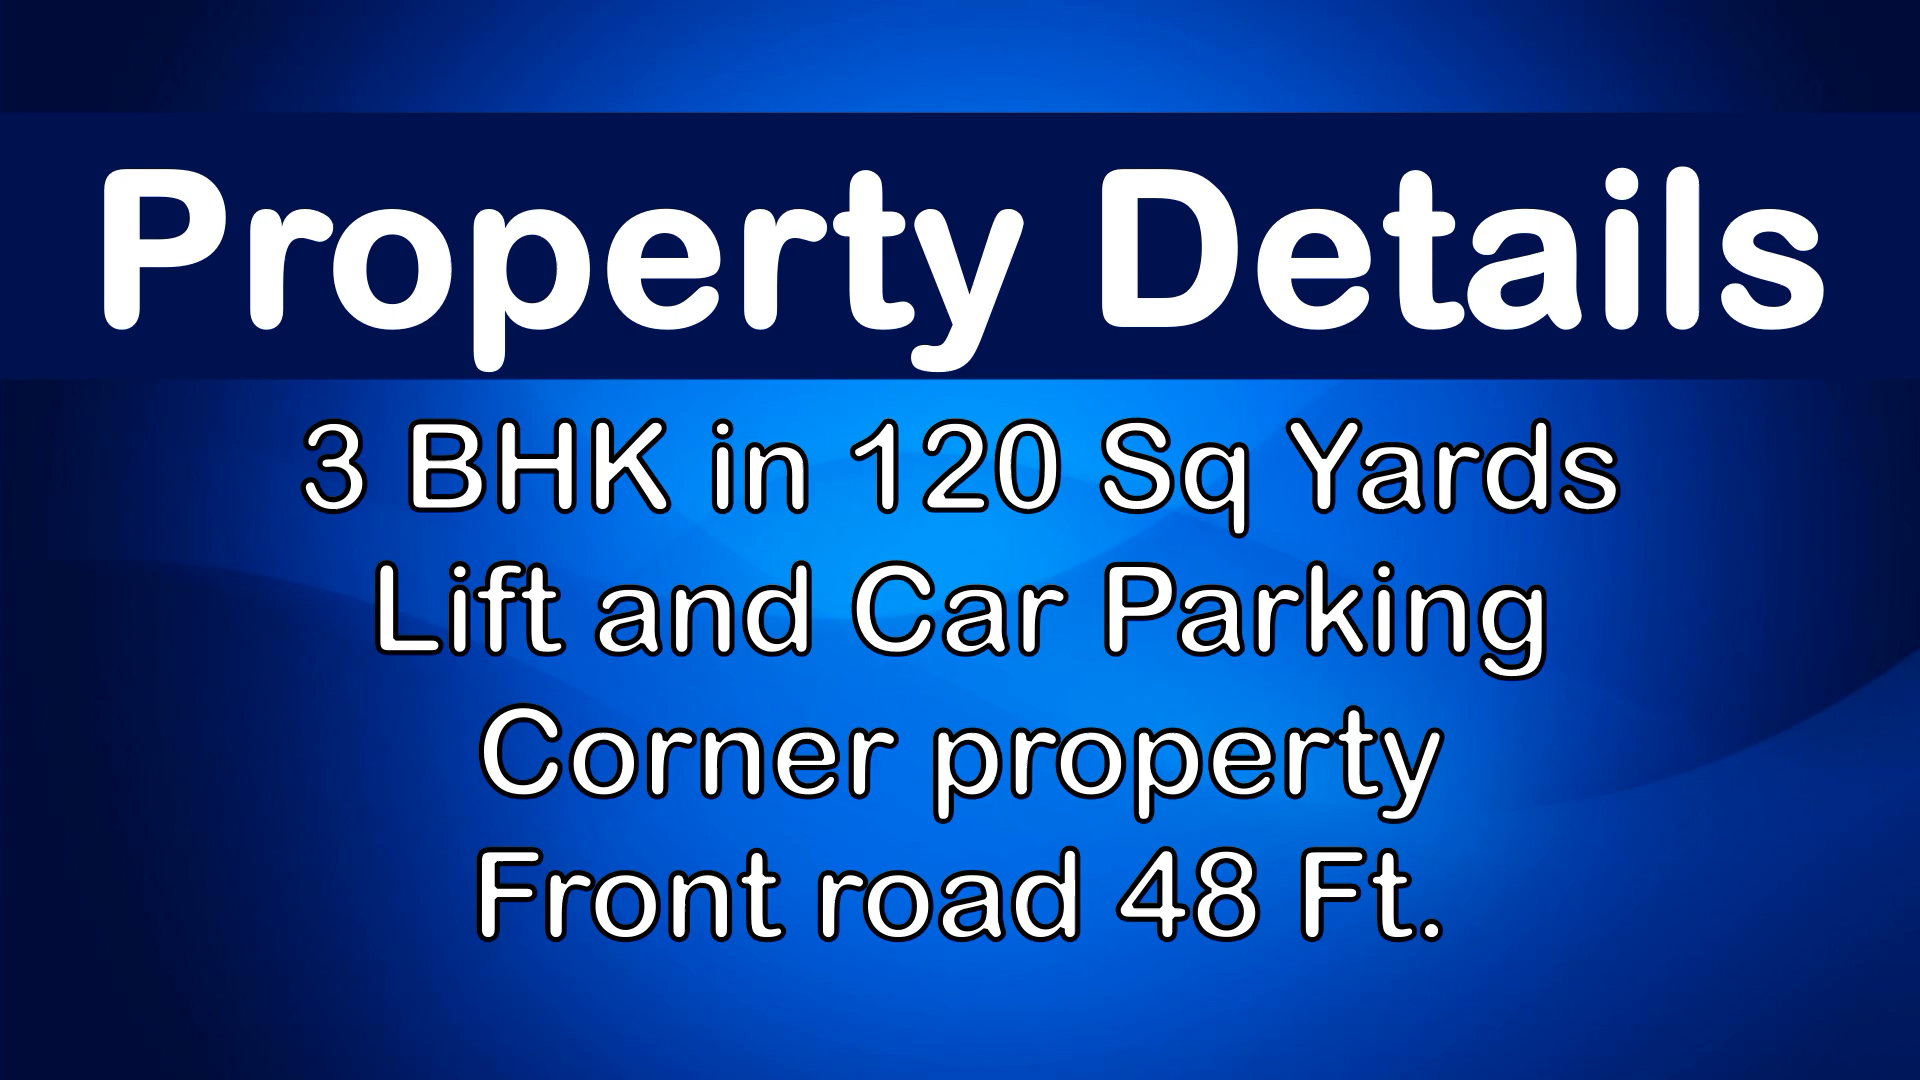 Property Details
3 BHK in 120 Sq Yards
Lift and Car Parking
Corner property
Front road 48 Ft.